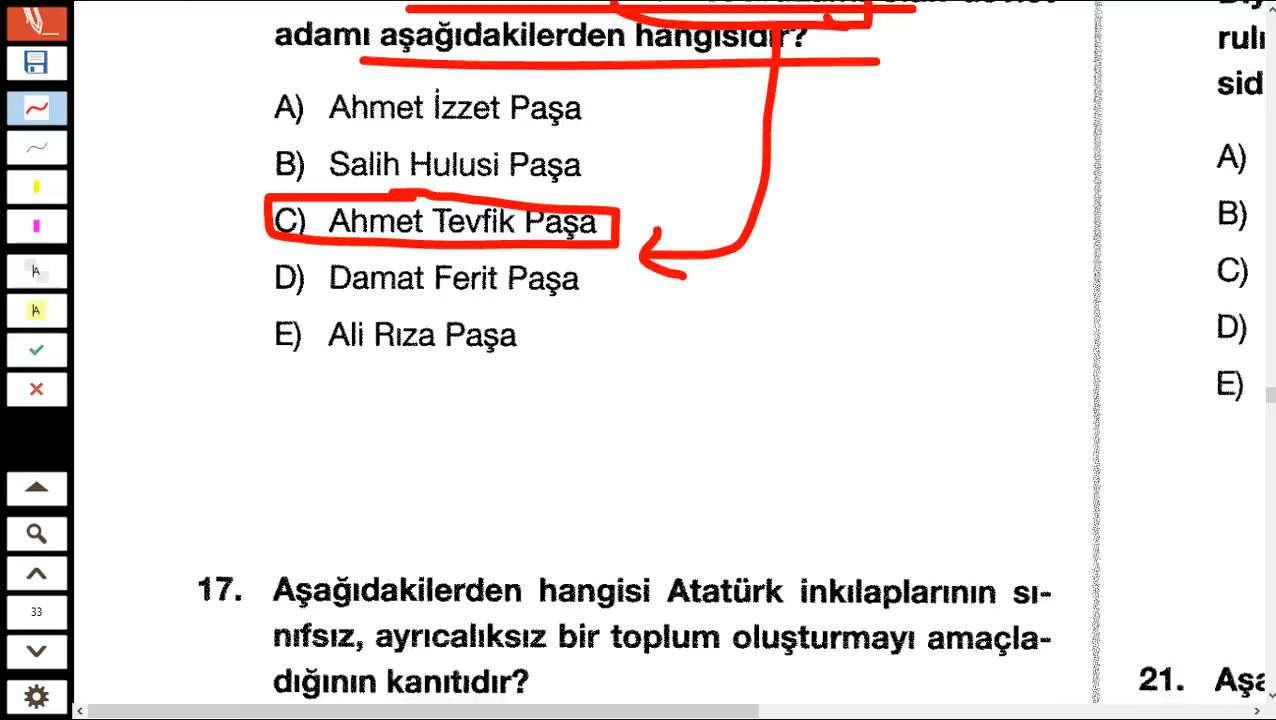 adamı aşağıdakilerden hangisidir?
A) Ahmet İzzet Paşa
B) Salih Hulusi Paşa
C) Ahmet Tevfik Paşa
D) Damat Ferit Paşa
E) Ali Rıza Paşa
17. Aşağıdakilerden hangisi Atatürk inkılaplarının sı-
nıfsız, ayrıcalıksız bir toplum oluşturmayı amaçla-
dığının kanıtıdır?
rulı
sid
A)
B)
C)
D)
E)
21. Aşa
33